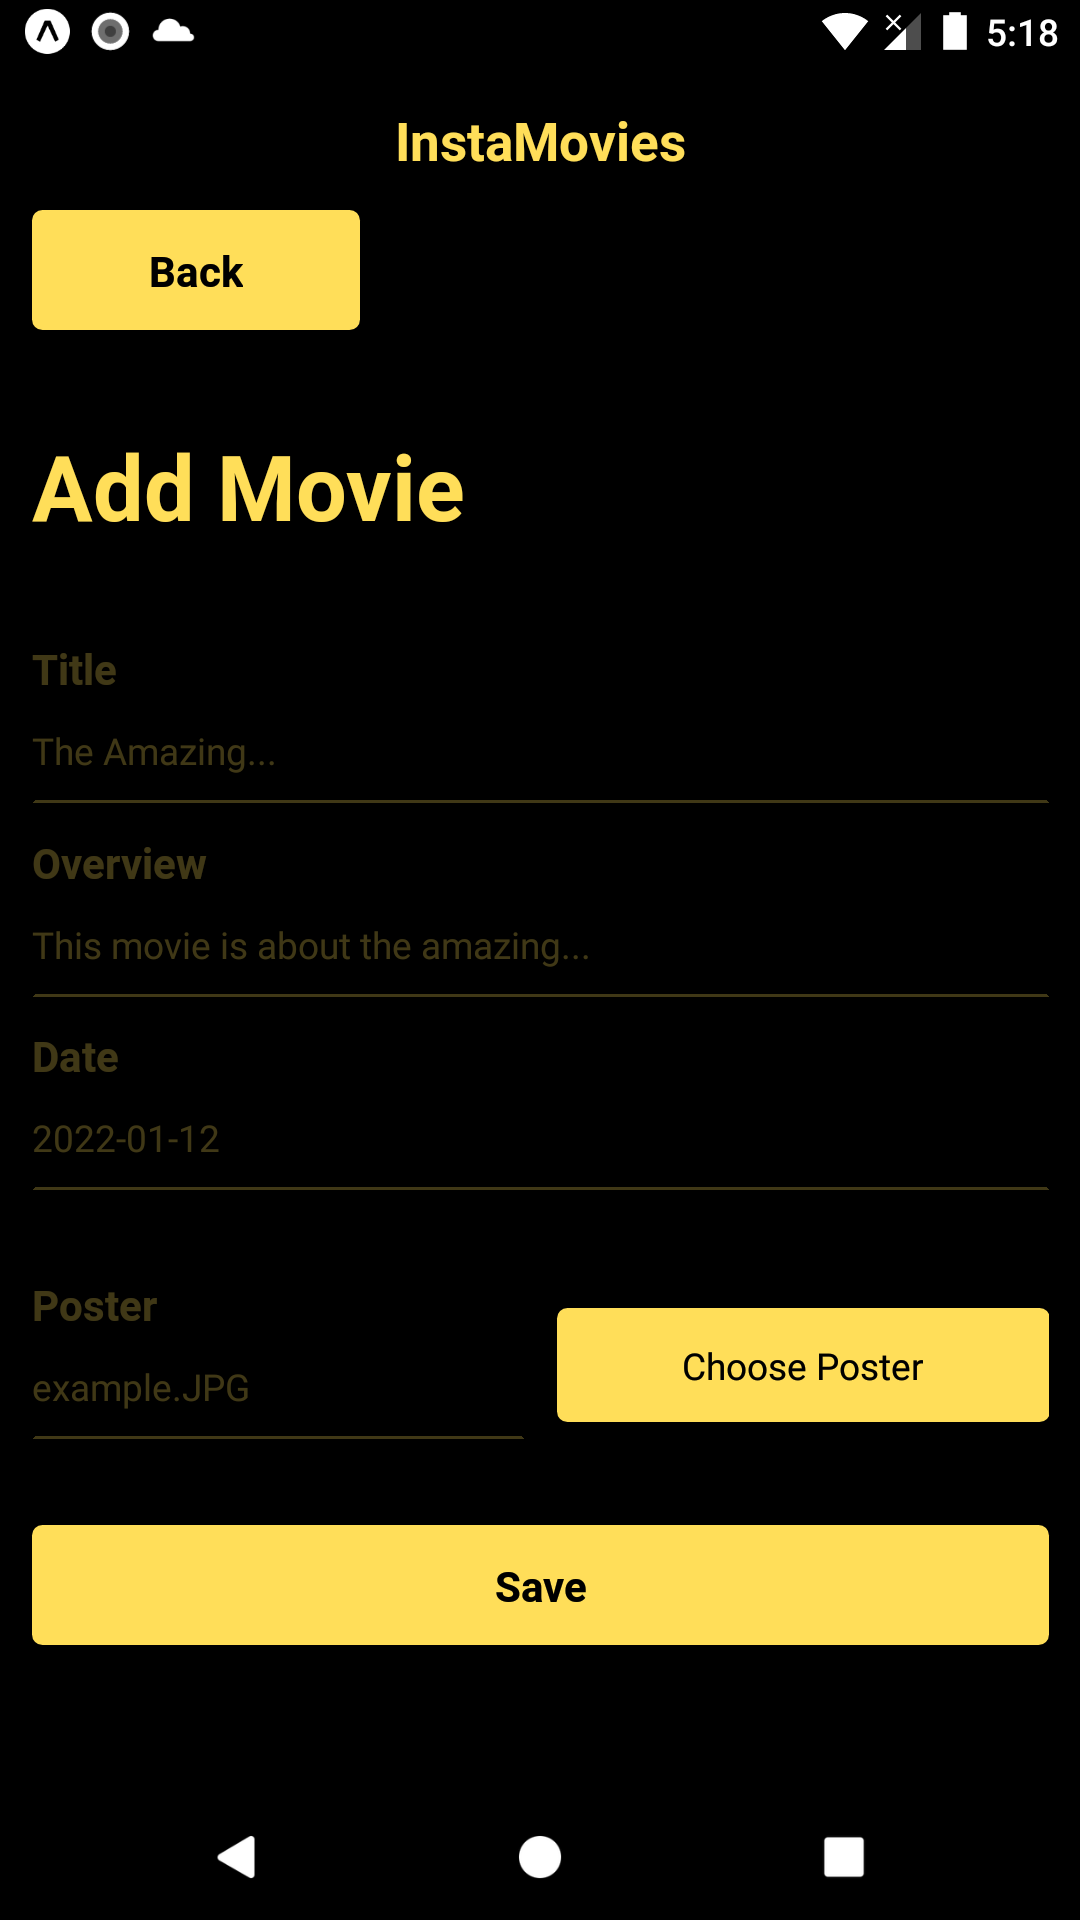 5:18
InstaMovies
Back
Add Movie
Title
The Amazing...
Overview
This movie is about the amazing...
Date
2022-01-12
Poster
example.JPG
Choose Poster
Save